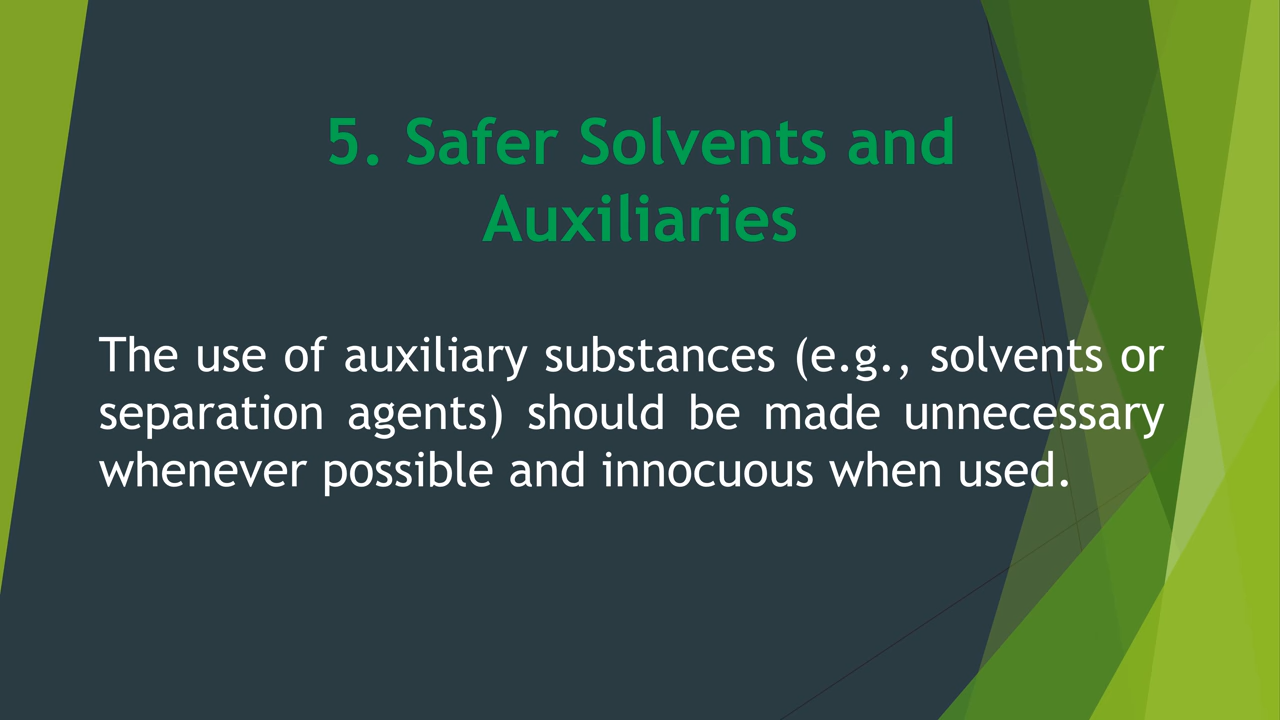 5. Safer Solvents and
Auxiliaries
The use of auxiliary substances (e.g., solvents or
separation agents) should be made unnecessary
whenever possible and innocuous when used.